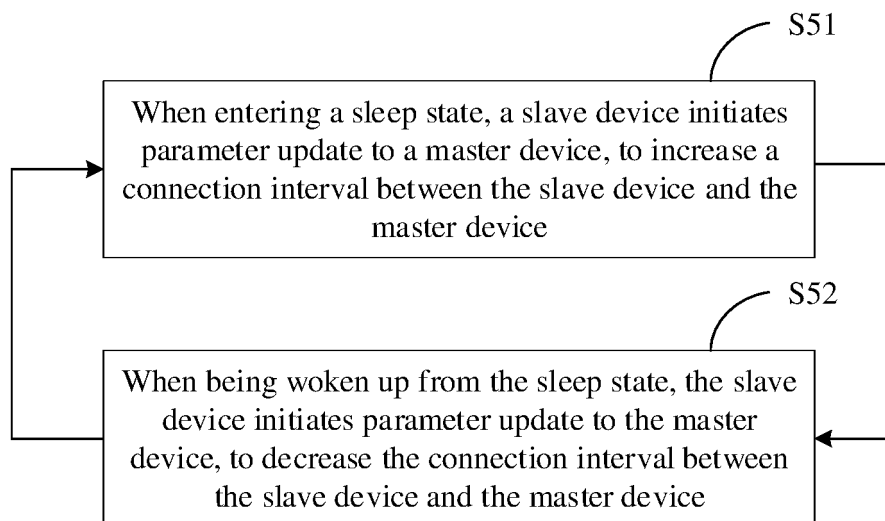 S51
When entering a sleep state, a slave device initiates
parameter update to a master device, to increase a
connection interval between the slave device and the
master device
S52
When being woken up from the sleep state, the slave
device initiates parameter update to the master
device, to decrease the connection interval between
the slave device and the master device